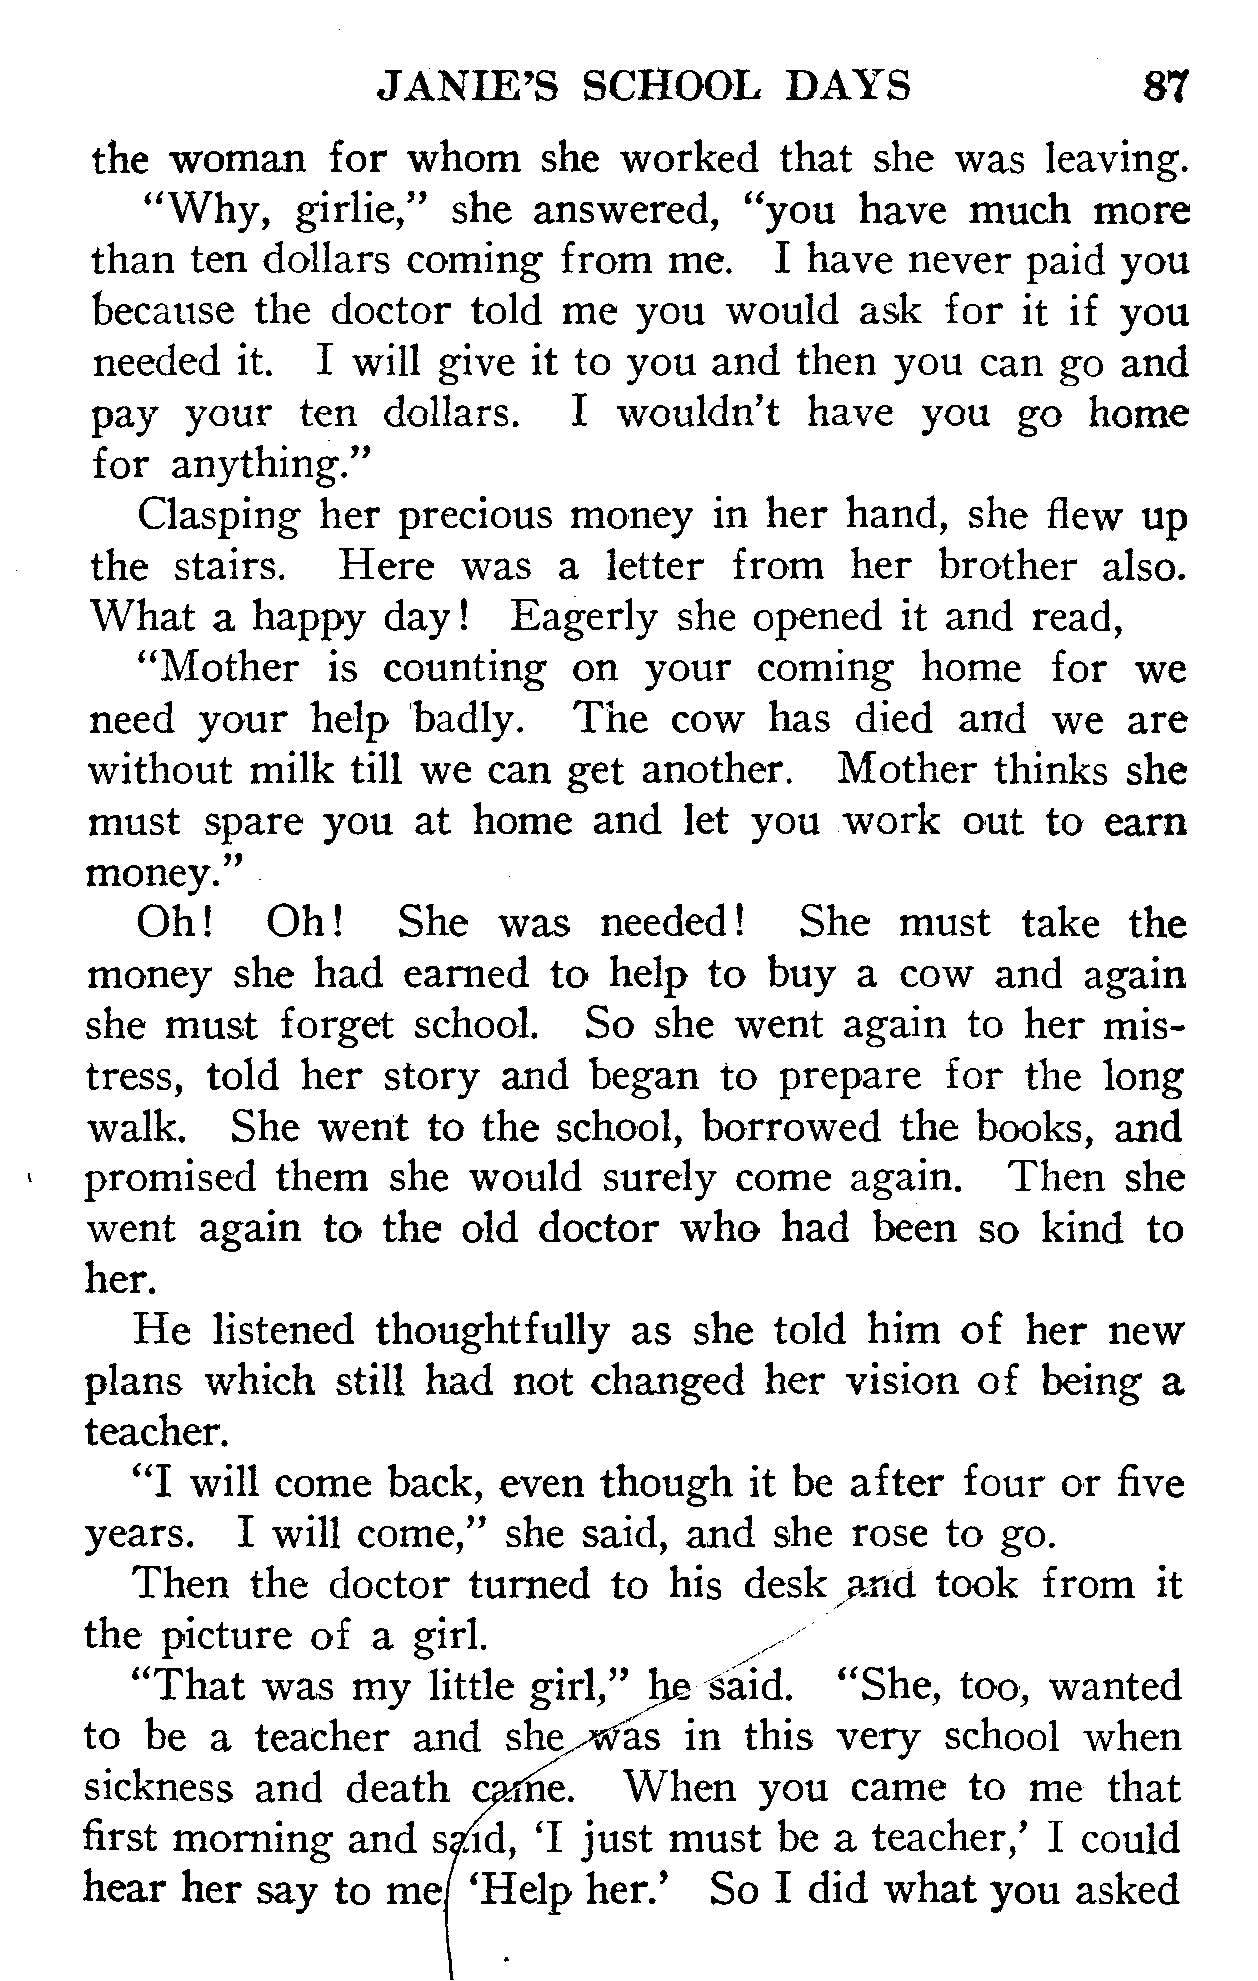 JANIE'S SCHOOL DAYS 87
the woman for whom she worked that she was leaving.
“Why, girlie,” she answered, “you have much more
than ten dollars coming from me. I have never paid you
because the doctor told me you would ask for it if you
needed it. I will give it to you and then you can go and
pay your ten dollars. I wouldn't have you go home
for anything.”
Clasping her precious money in her hand, she flew up
the stairs. Here was a letter from her brother also.
What a happy day! Eagerly she opened it and read,
“Mother is counting on your coming home for we
need your help badly. The cow has died and we are
without milk till we can get another. Mother thinks she
must spare you at home and let you work out to earn
money.”
Oh! Oh! She was needed! She must take the
money she had earned to help to buy a cow and again
she must forget school. So she went again to her mis-
tress, told her story and began to prepare for the long
walk. She went to the school, borrowed the books, and
promised them she would surely come again. Then she
went again to the old doctor who had been so kind to
her.
He listened thoughtfully as she told him of her new
plans which still had not changed her vision of being a
teacher.
“I will come back, even though it be after four or five
years. I will come,” she said, and she rose to go.
Then the doctor turned to his desk and took from it
the picture of a girl.
“That was my little girl,” he said. “She, too, wanted
to be a teacher and she was in this very school when
sickness and death came. When you came to me that
first morning and said, ‘I just must be a teacher,’ I could
hear her say to me ‘Help her.’ So I did what you asked